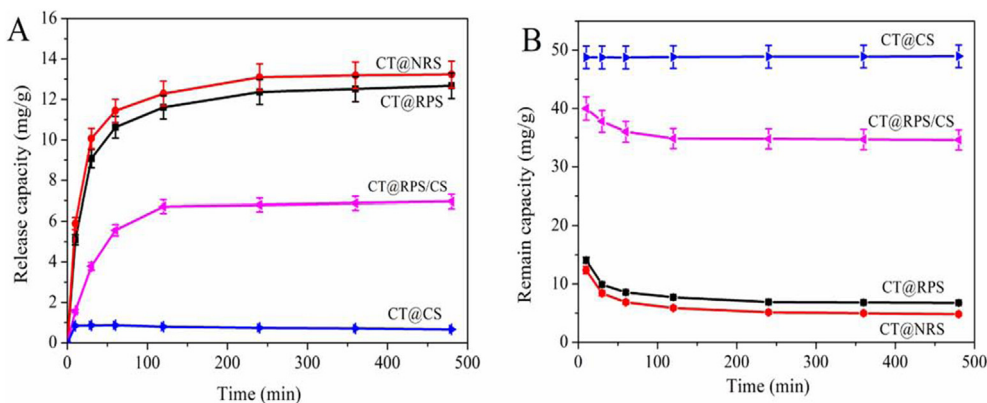 A
Release capacity (mg/g)
16
14
12
10
8
6
4
2
0
CT@NRS
CT@RPS
CT@RPS/CS
CT@CS
0 100 200 300 400 500
Time (min)
B
Remain capacity (mg/g)
50
40
30
20
10
0
CT@CS
CT@RPS/CS
CT@RPS
CT@NRS
0 100 200 300 400 500
Time (min)